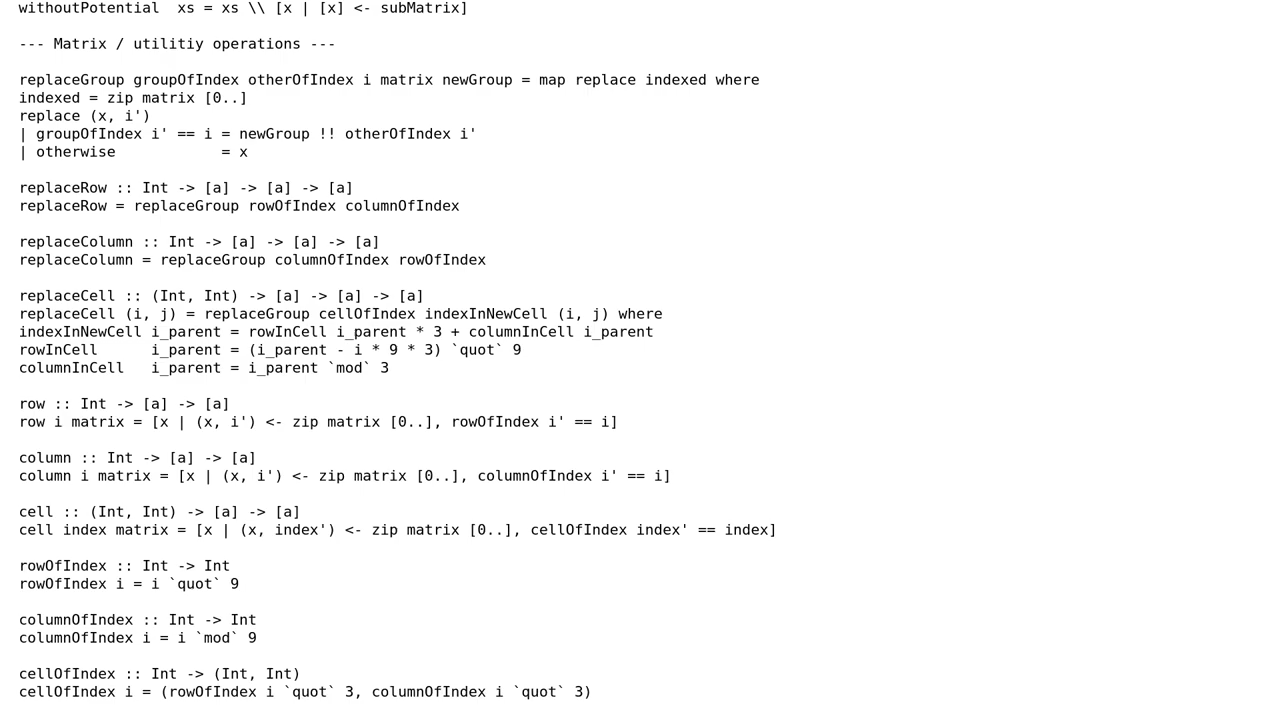 withoutPotential  xs = xs \\ [x | [x] <- subMatrix]
--- Matrix / utilitiy operations ---
replaceGroup groupOfIndex otherOfIndex i matrix newGroup = map replace indexed where
indexed = zip matrix [0..]
replace (x, i')
| groupOfIndex i' == i = newGroup !! otherOfIndex i'
| otherwise            = x
replaceRow :: Int -> [a] -> [a] -> [a]
replaceRow = replaceGroup rowOfIndex columnOfIndex
replaceColumn :: Int -> [a] -> [a] -> [a]
replaceColumn = replaceGroup columnOfIndex rowOfIndex
replaceCell :: (Int, Int) -> [a] -> [a] -> [a]
replaceCell (i, j) = replaceGroup cellOfIndex indexInNewCell (i, j) where
indexInNewCell i_parent = rowInCell i_parent * 3 + columnInCell i_parent
rowInCell      i_parent = (i_parent - i * 9 * 3) `quot` 9
columnInCell   i_parent = i_parent `mod` 3
row :: Int -> [a] -> [a]
row i matrix = [x | (x, i') <- zip matrix [0..], rowOfIndex i' == i]
column :: Int -> [a] -> [a]
column i matrix = [x | (x, i') <- zip matrix [0..], columnOfIndex i' == i]
cell :: (Int, Int) -> [a] -> [a]
cell index matrix = [x | (x, index') <- zip matrix [0..], cellOfIndex index' == index]
rowOfIndex :: Int -> Int
rowOfIndex i = i `quot` 9
columnOfIndex :: Int -> Int
columnOfIndex i = i `mod` 9
cellOfIndex :: Int -> (Int, Int)
cellOfIndex i = (rowOfIndex i `quot` 3, columnOfIndex i `quot` 3)